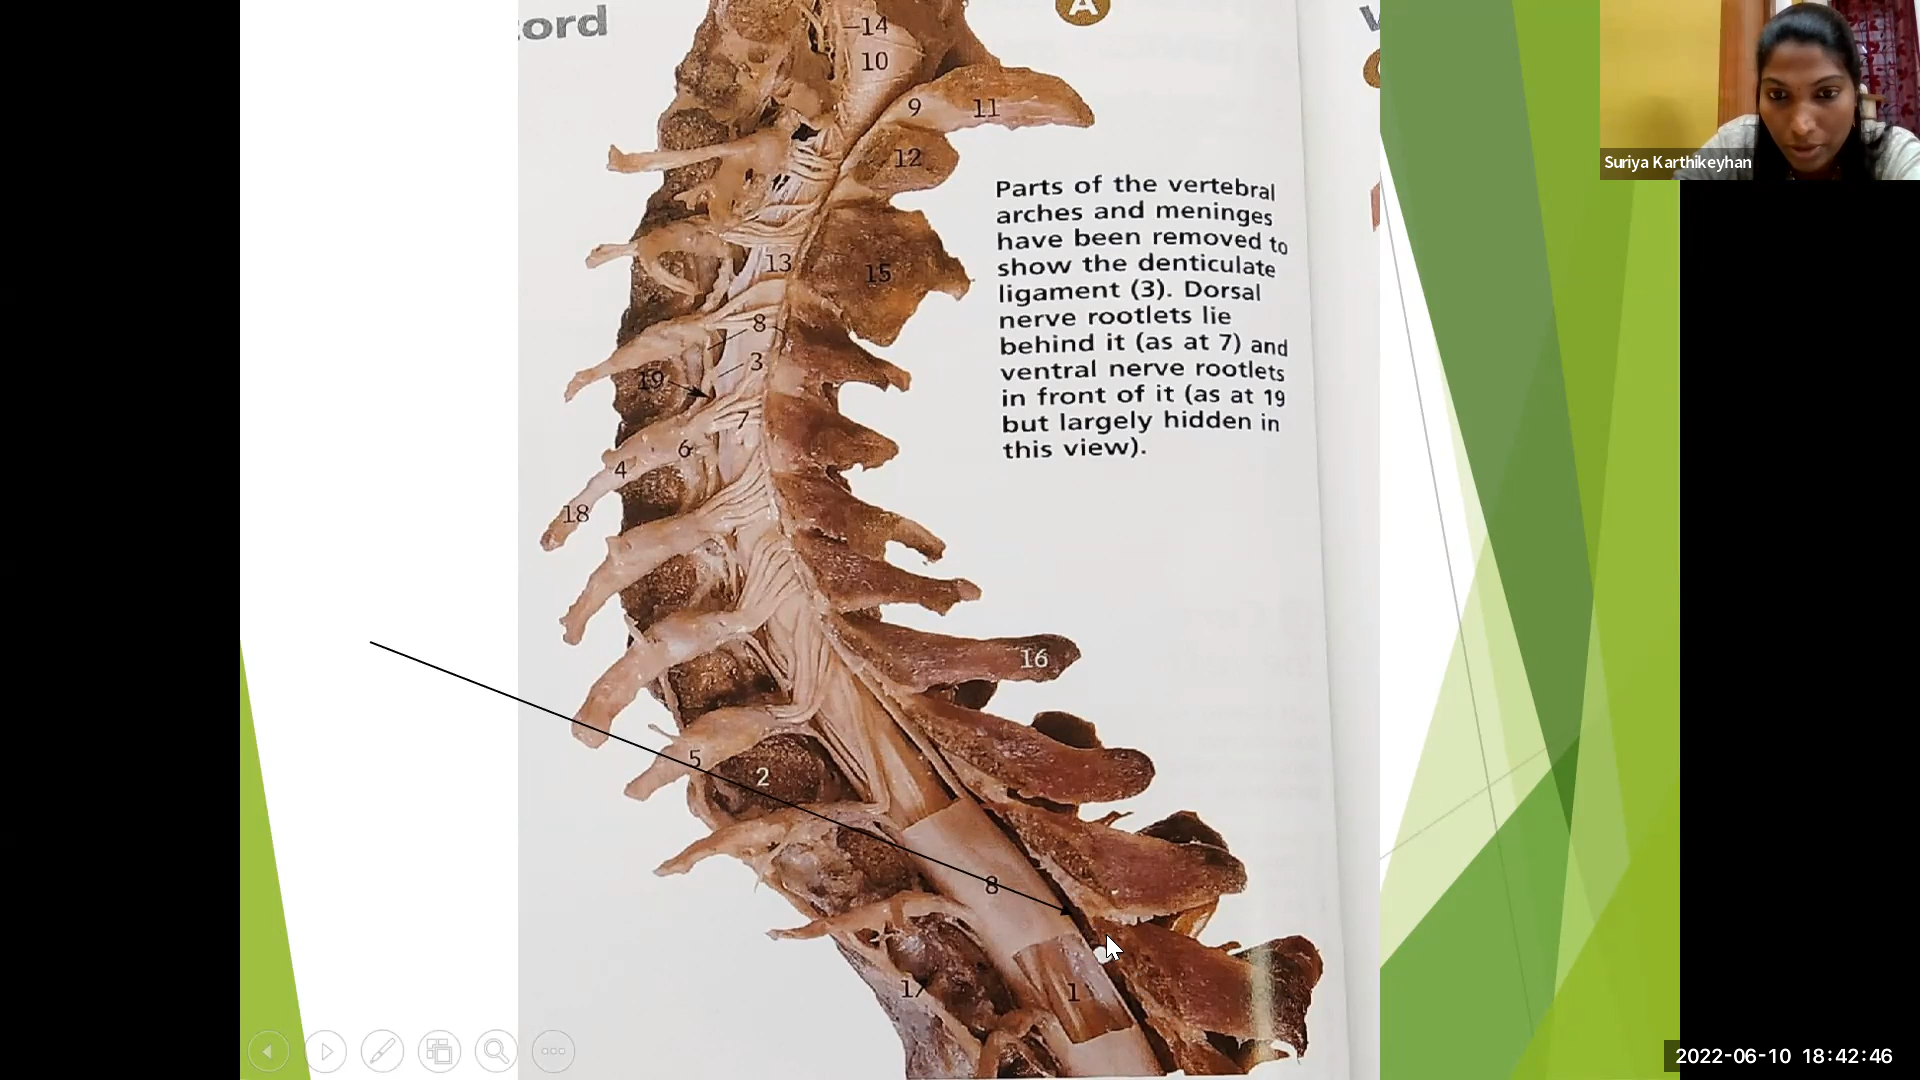 cord
A
14
10
9
11
12
13
15
8
3
19
7
6
4
18
Parts of the vertebral
arches and meninges
have been removed to
show the denticulate
ligament (3). Dorsal
nerve rootlets lie
behind it (as at 7) and
ventral nerve rootlets
in front of it (as at 19
but largely hidden in
this view).
16
5
2
8
17
1
Suriya Karthikeyhan
2022-06-10 18:42:46